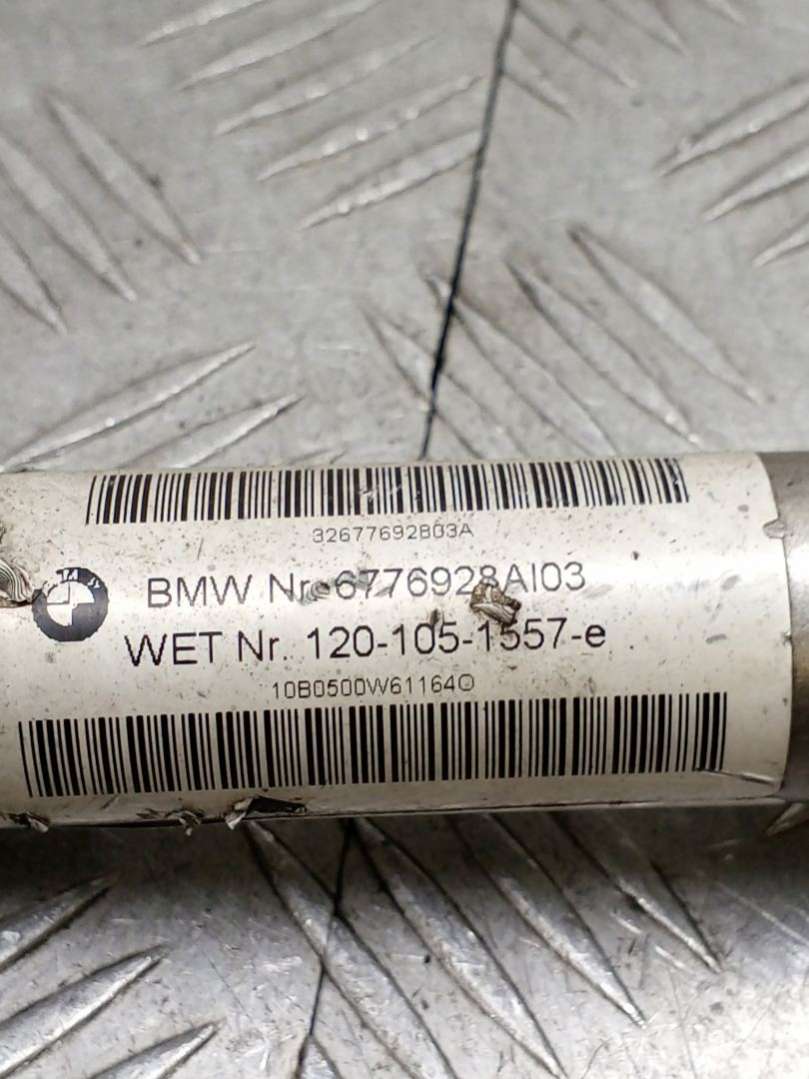 32677692803A
BMW Nr. 6776928AI03
WET Nr. 120-105-1557-e
10B0500W61164O